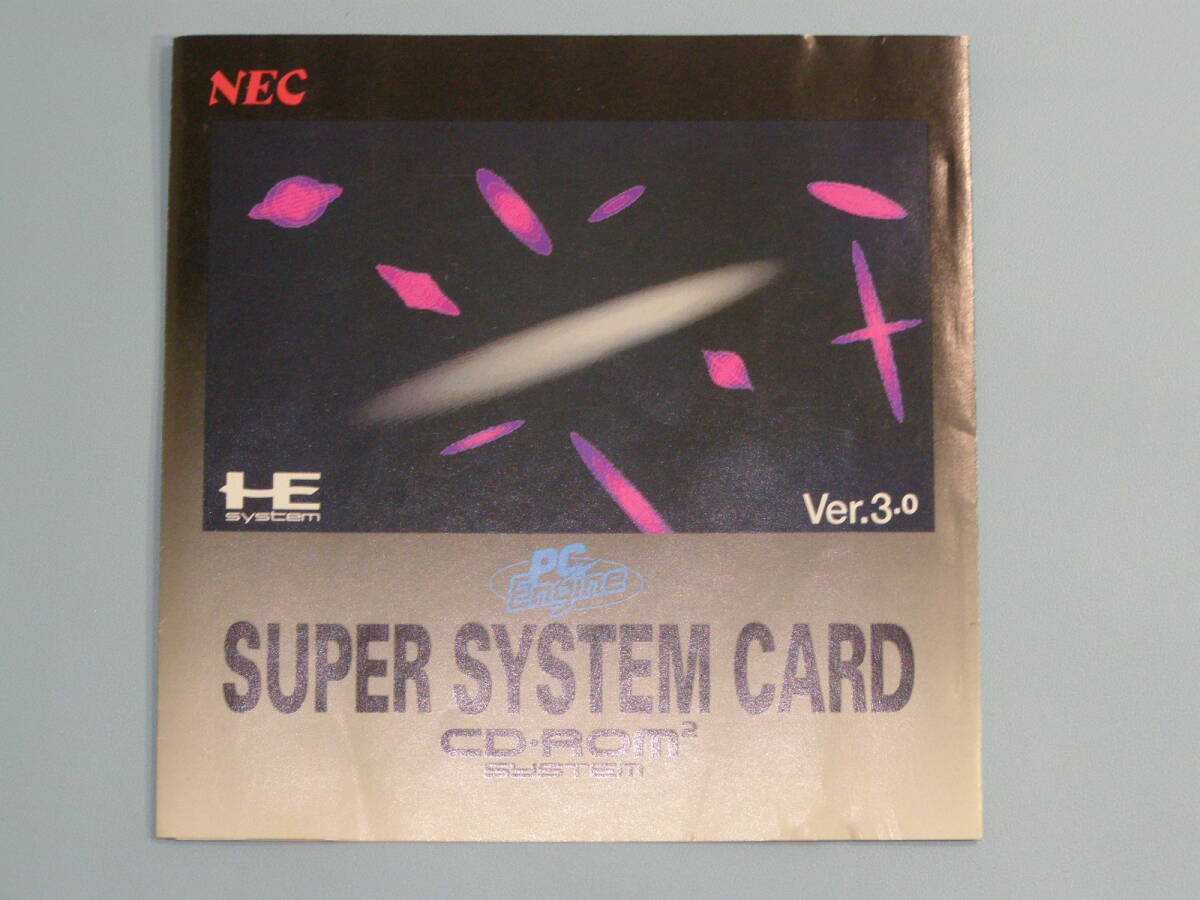 NEC
HE
system
Ver.3.0
PC
Engine
SUPER SYSTEM CARD
CD·ROM²
SYSTEM